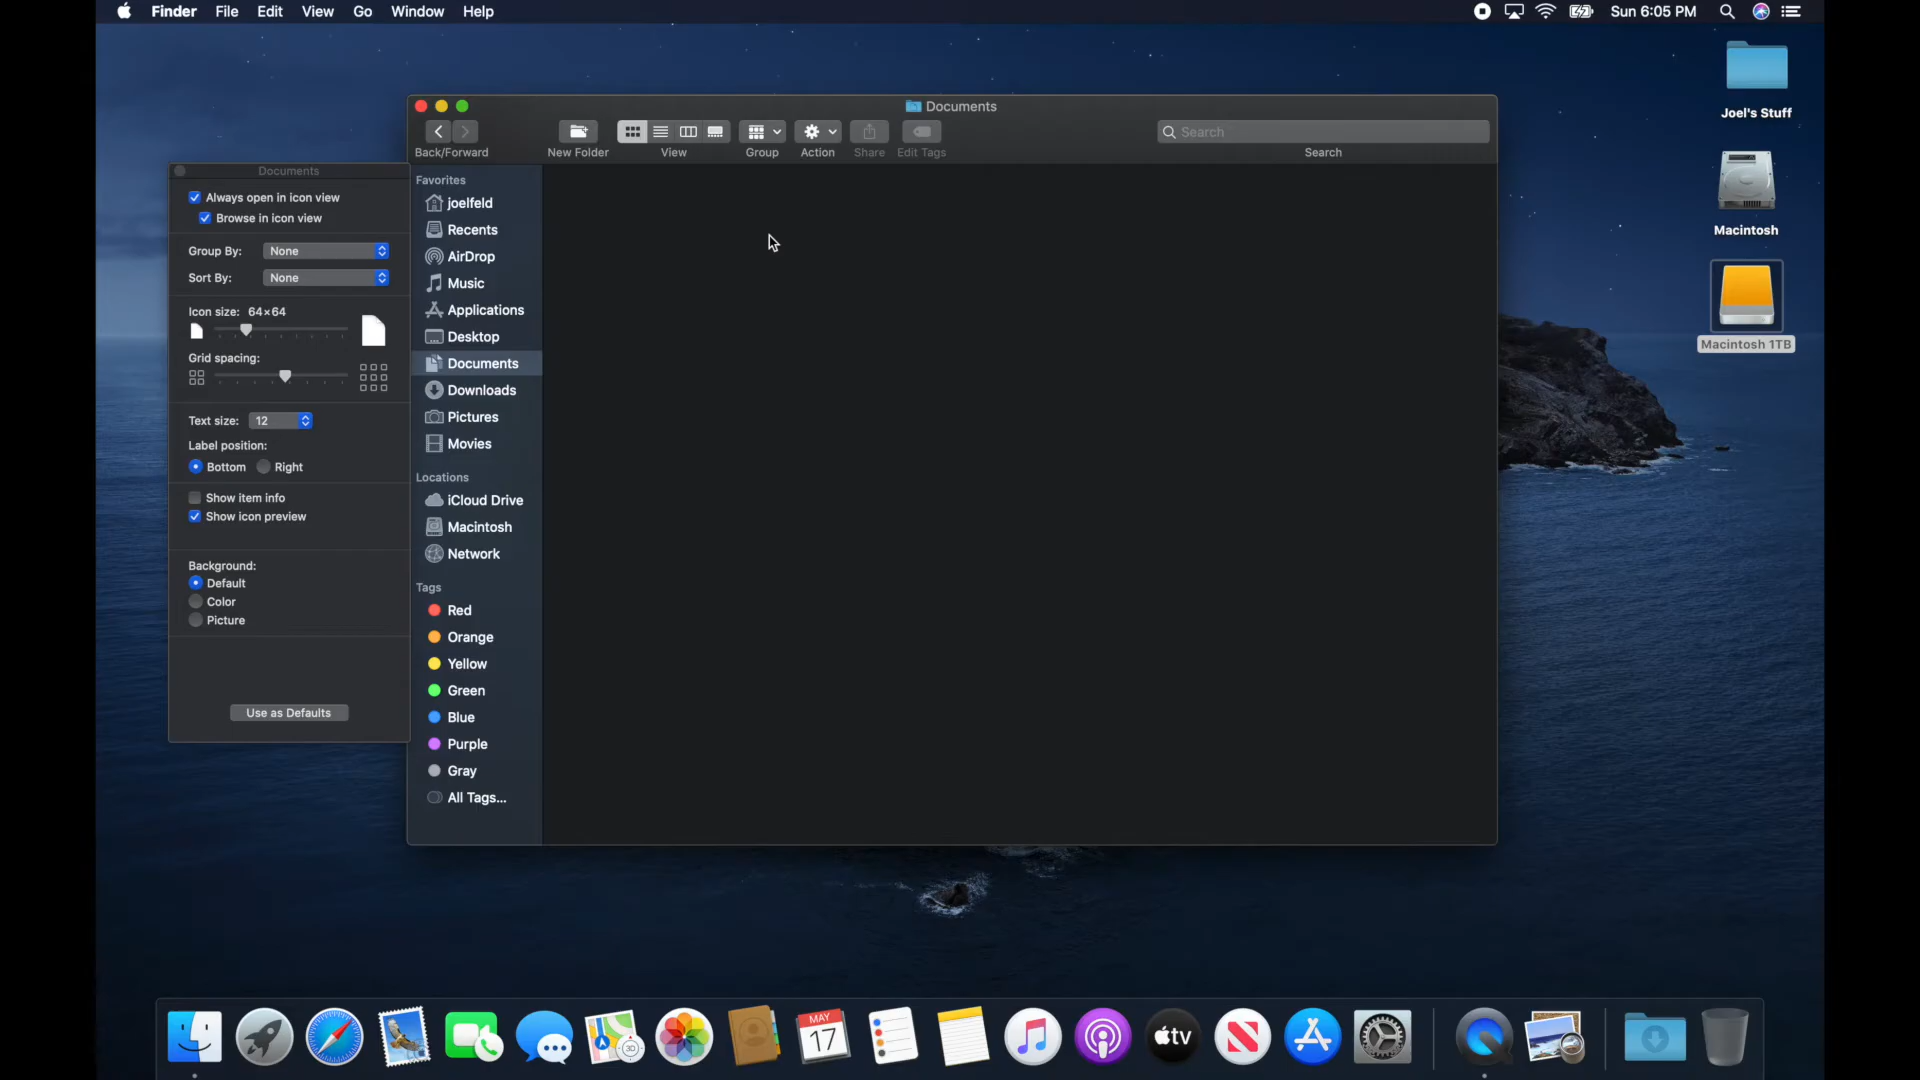 Finder File Edit View Go Window Help
Sun 6:05 PM
Joel's Stuff
Macintosh
Macintosh 1TB
Documents
Back/Forward
New Folder
View
Group
Action
Share
Edit Tags
Search
Search
Documents
Always open in icon view
Browse in icon view
Group By: None
Sort By: None
Icon size: 64×64
Grid spacing:
Text size: 12
Label position:
Bottom Right
Show item info
Show icon preview
Background:
Default
Color
Picture
Use as Defaults
Favorites
joelfeld
Recents
AirDrop
Music
Applications
Desktop
Documents
Downloads
Pictures
Movies
Locations
iCloud Drive
Macintosh
Network
Tags
Red
Orange
Yellow
Green
Blue
Purple
Gray
All Tags...
MAY
17
3D
tv